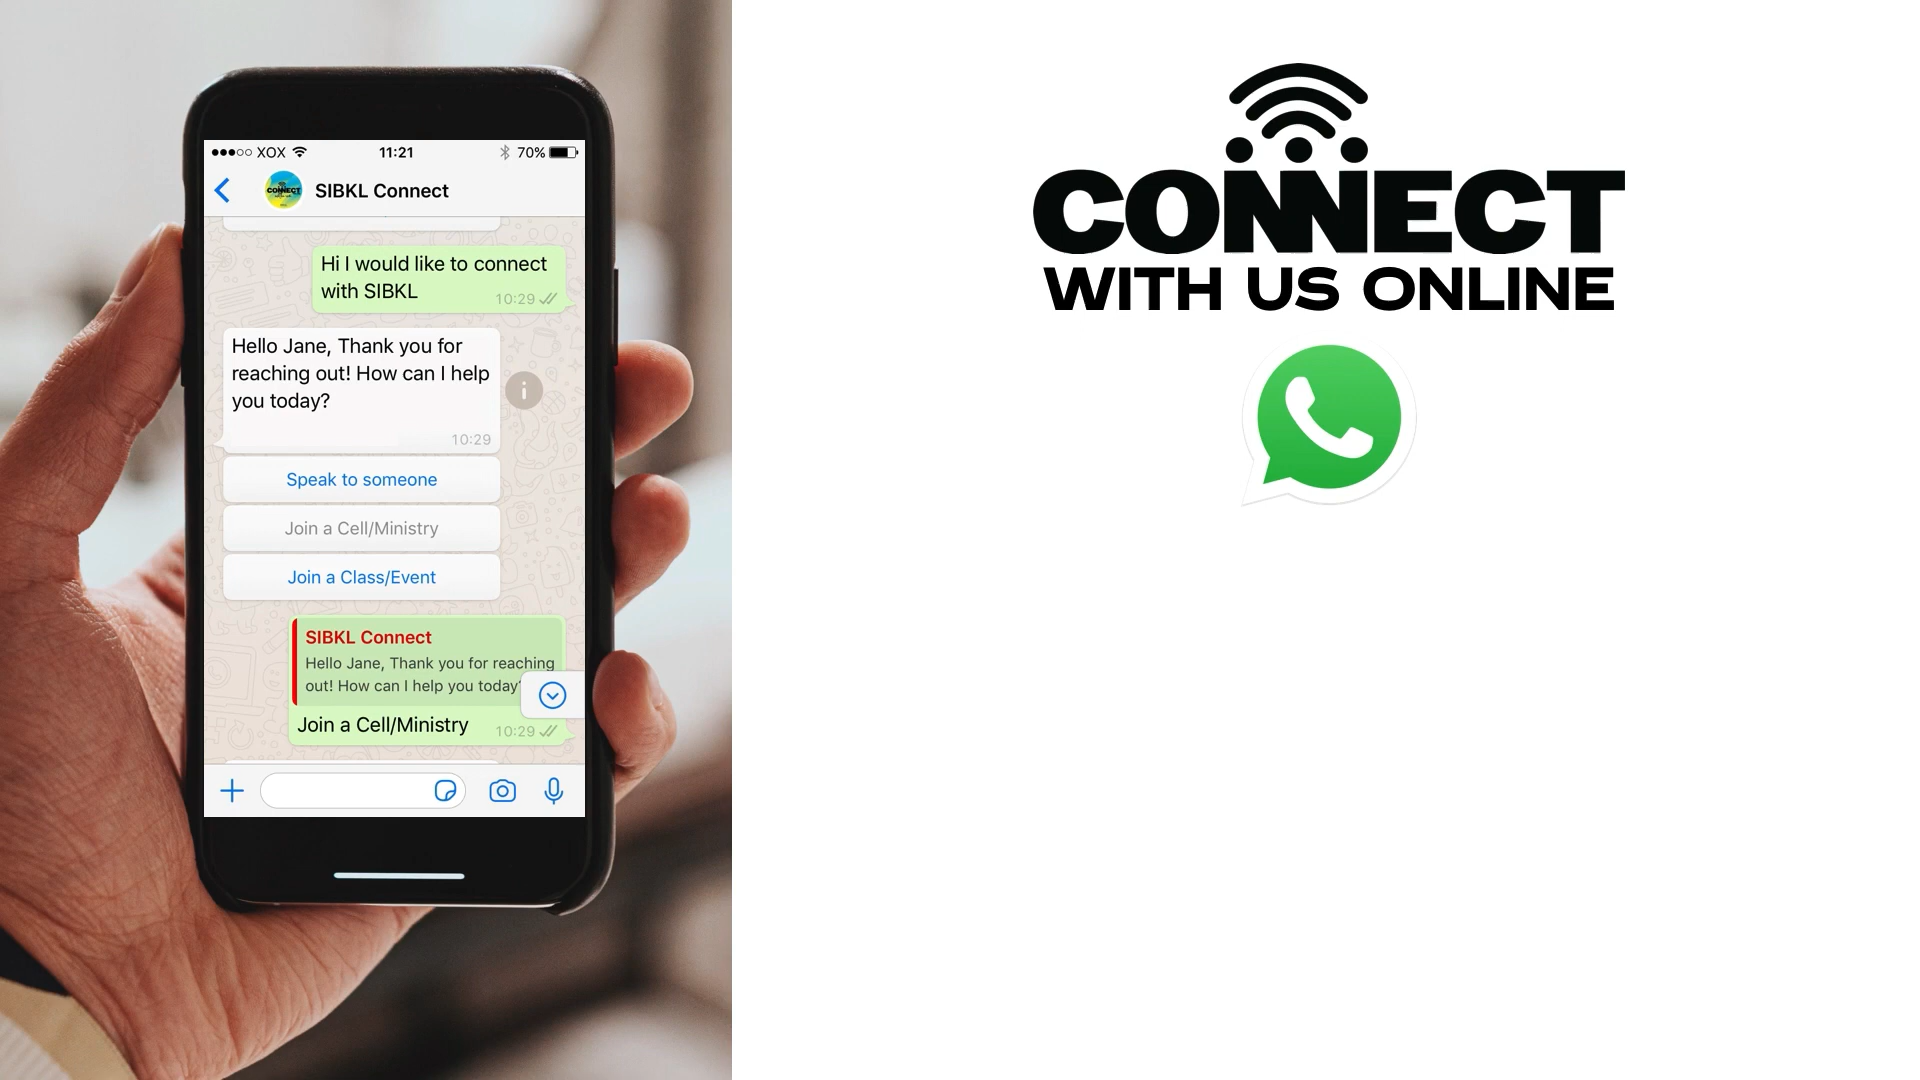 XOX
11:21
70%
SIBKL Connect
Hi I would like to connect
with SIBKL
10:29
Hello Jane, Thank you for
reaching out! How can I help
you today?
10:29
Speak to someone
Join a Cell/Ministry
Join a Class/Event
SIBKL Connect
Hello Jane, Thank you for reaching
out! How can I help you today?
Join a Cell/Ministry
10:29
CONNECT
WITH US ONLINE